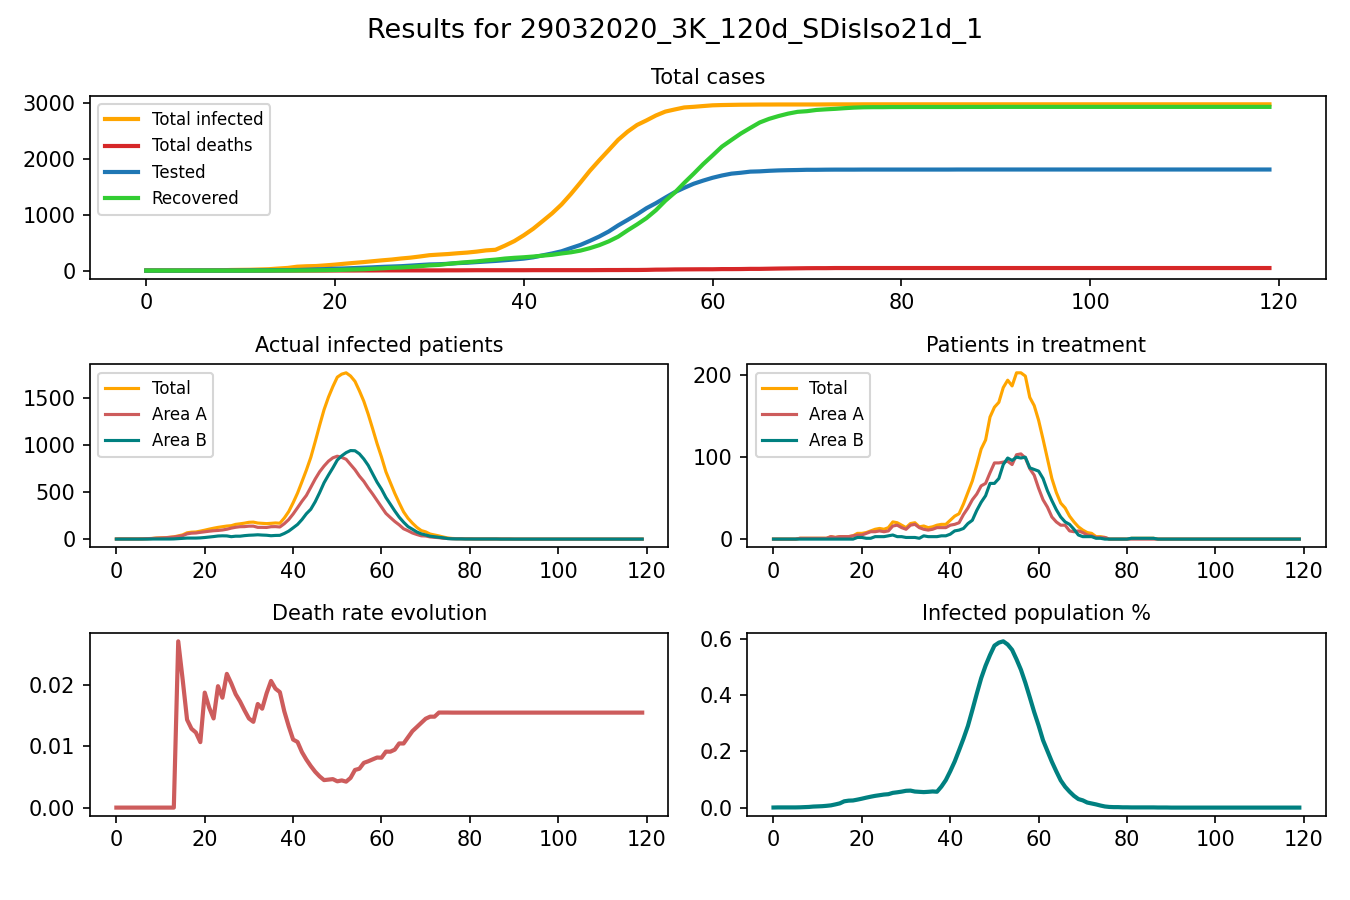 Results for 29032020_3K_120d_SDisIso21d_1
Total cases
3000
2000
1000
0
Total infected
Total deaths
Tested
Recovered
0 20 40 60 80 100 120
Actual infected patients
1500
1000
500
0
Total
Area A
Area B
0 20 40 60 80 100 120
Patients in treatment
200
100
0
Total
Area A
Area B
0 20 40 60 80 100 120
Death rate evolution
0.02
0.01
0.00
0 20 40 60 80 100 120
Infected population %
0.6
0.4
0.2
0.0
0 20 40 60 80 100 120